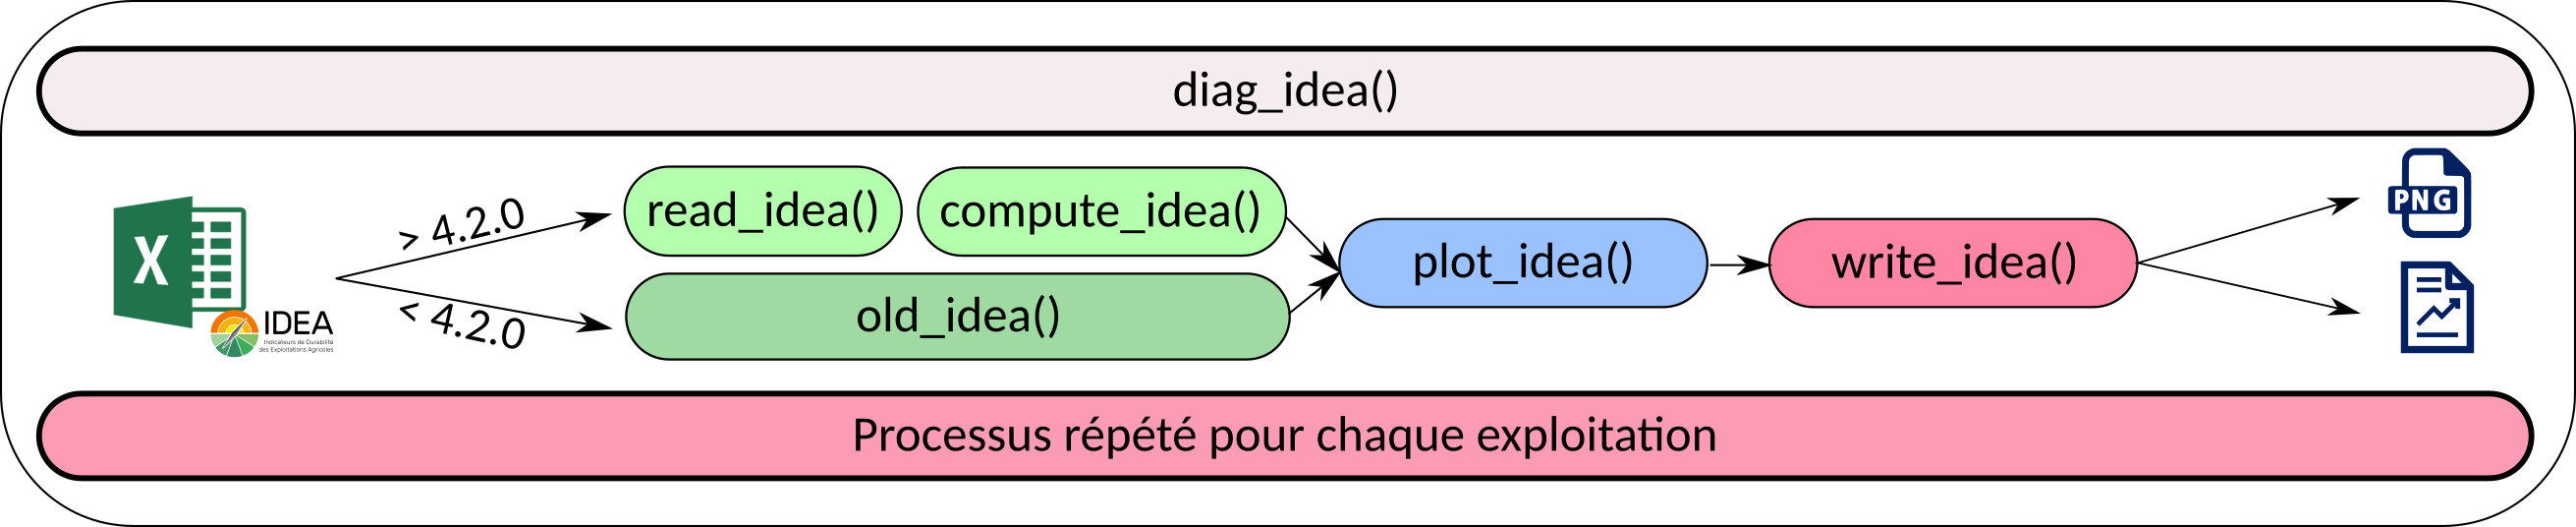 diag_idea()
X
IDEA
Indicateurs de Durabilité
des Exploitations Agricoles
> 4.2.0
< 4.2.0
read_idea()
compute_idea()
old_idea()
plot_idea()
write_idea()
PNG
Processus répété pour chaque exploitation